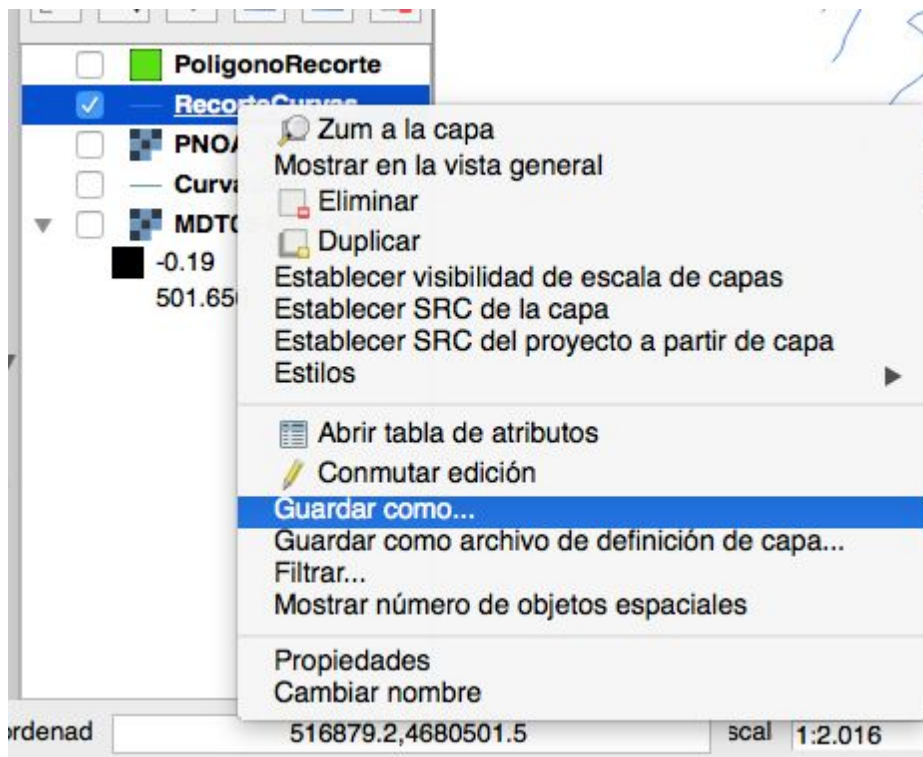 PoligonoRecorte
RecorteCurvas
PNOA
Curva
MDT0
-0.19
501.65
Zum a la capa
Mostrar en la vista general
Eliminar
Duplicar
Establecer visibilidad de escala de capas
Establecer SRC de la capa
Establecer SRC del proyecto a partir de capa
Estilos
Abrir tabla de atributos
Conmutar edición
Guardar como...
Guardar como archivo de definición de capa...
Filtrar...
Mostrar número de objetos espaciales
Propiedades
Cambiar nombre
ordenad 516879.2,4680501.5 scal 1:2.016